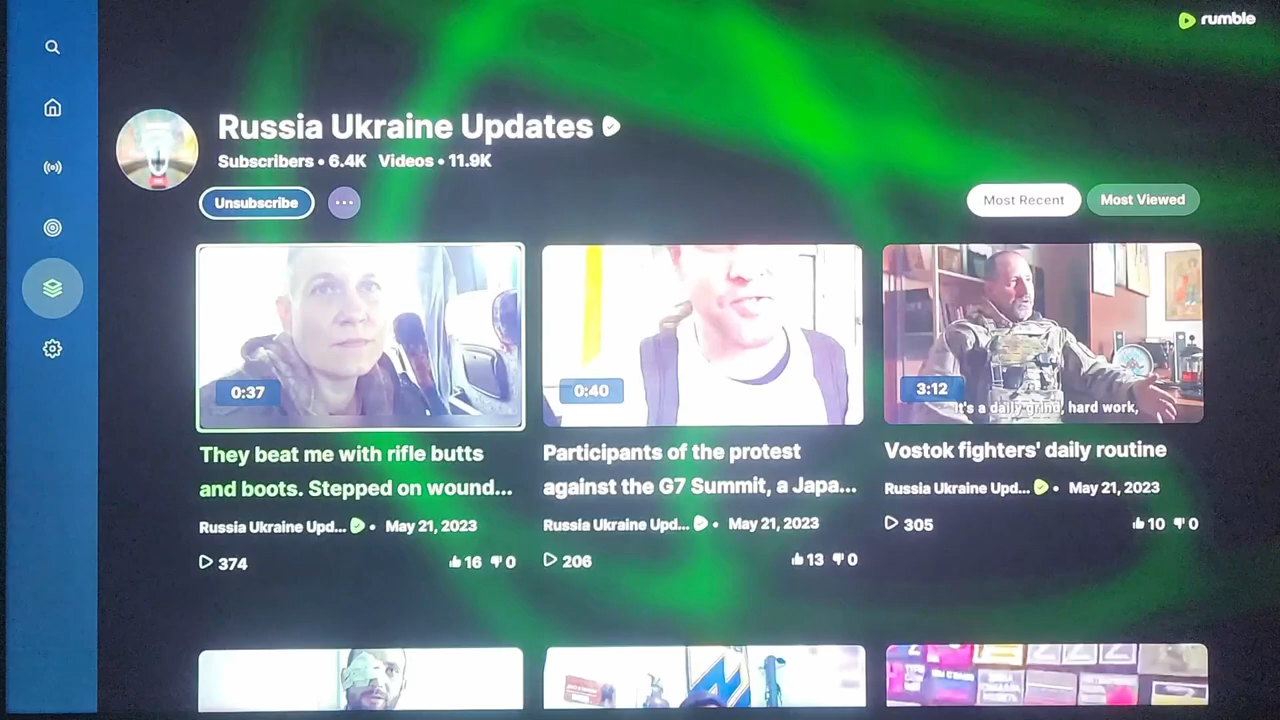 rumble
Russia Ukraine Updates
Subscribers • 6.4K Videos • 11.9K
Unsubscribe
Most Recent
Most Viewed
0:37
0:40
3:12
It's a daily grind, hard work,
They beat me with rifle butts
and boots. Stepped on wound...
Russia Ukraine Upd... • May 21, 2023
374 16 0
Participants of the protest
against the G7 Summit, a Japa...
Russia Ukraine Upd... • May 21, 2023
206 13 0
Vostok fighters' daily routine
Russia Ukraine Upd... • May 21, 2023
305 10 0